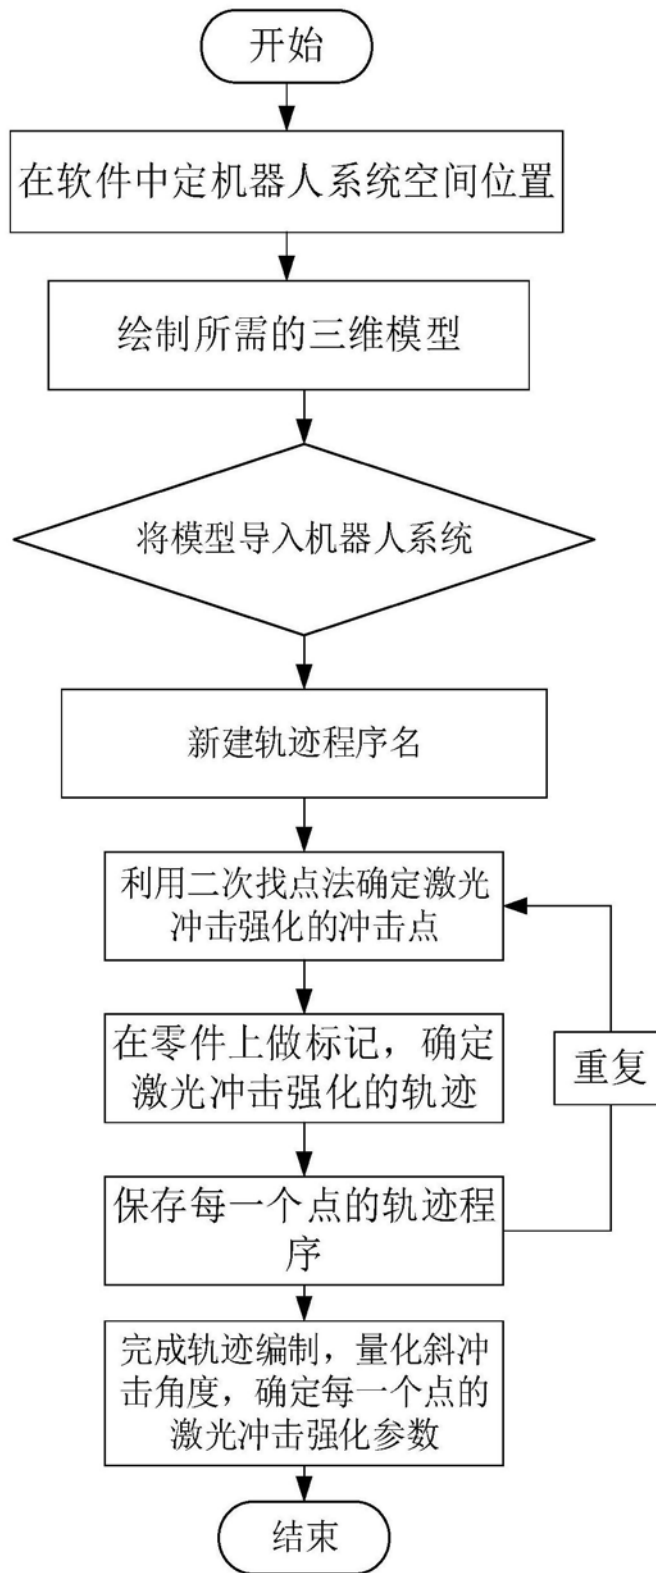 开始
在软件中定机器人系统空间位置
绘制所需的三维模型
将模型导入机器人系统
新建轨迹程序名
利用二次找点法确定激光
冲击强化的冲击点
在零件上做标记，确定
激光冲击强化的轨迹
重复
保存每一个点的轨迹程
序
完成轨迹编制，量化斜冲
击角度，确定每一个点的
激光冲击强化参数
结束